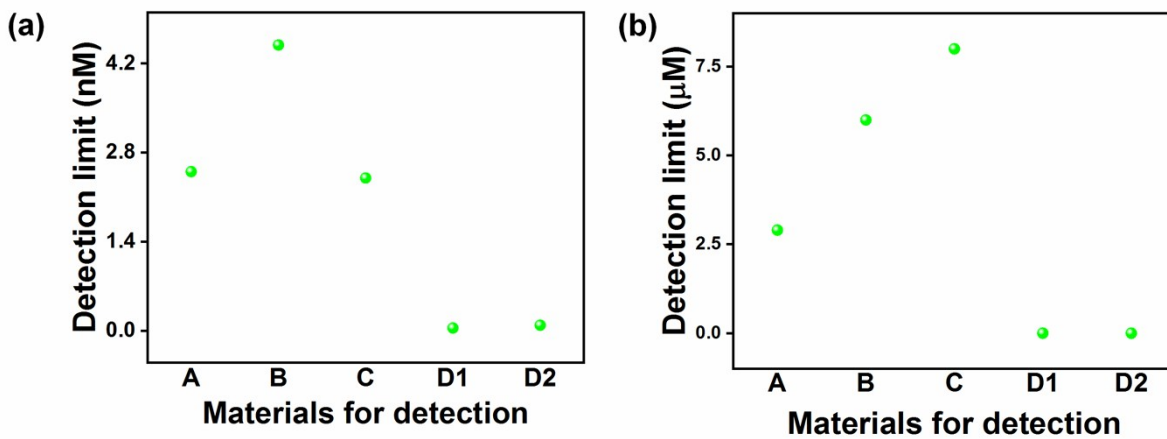 (a)
Detection limit (nM)
4.2
2.8
1.4
0.0
A B C D1 D2
Materials for detection
(b)
Detection limit (μM)
7.5
5.0
2.5
0.0
A B C D1 D2
Materials for detection